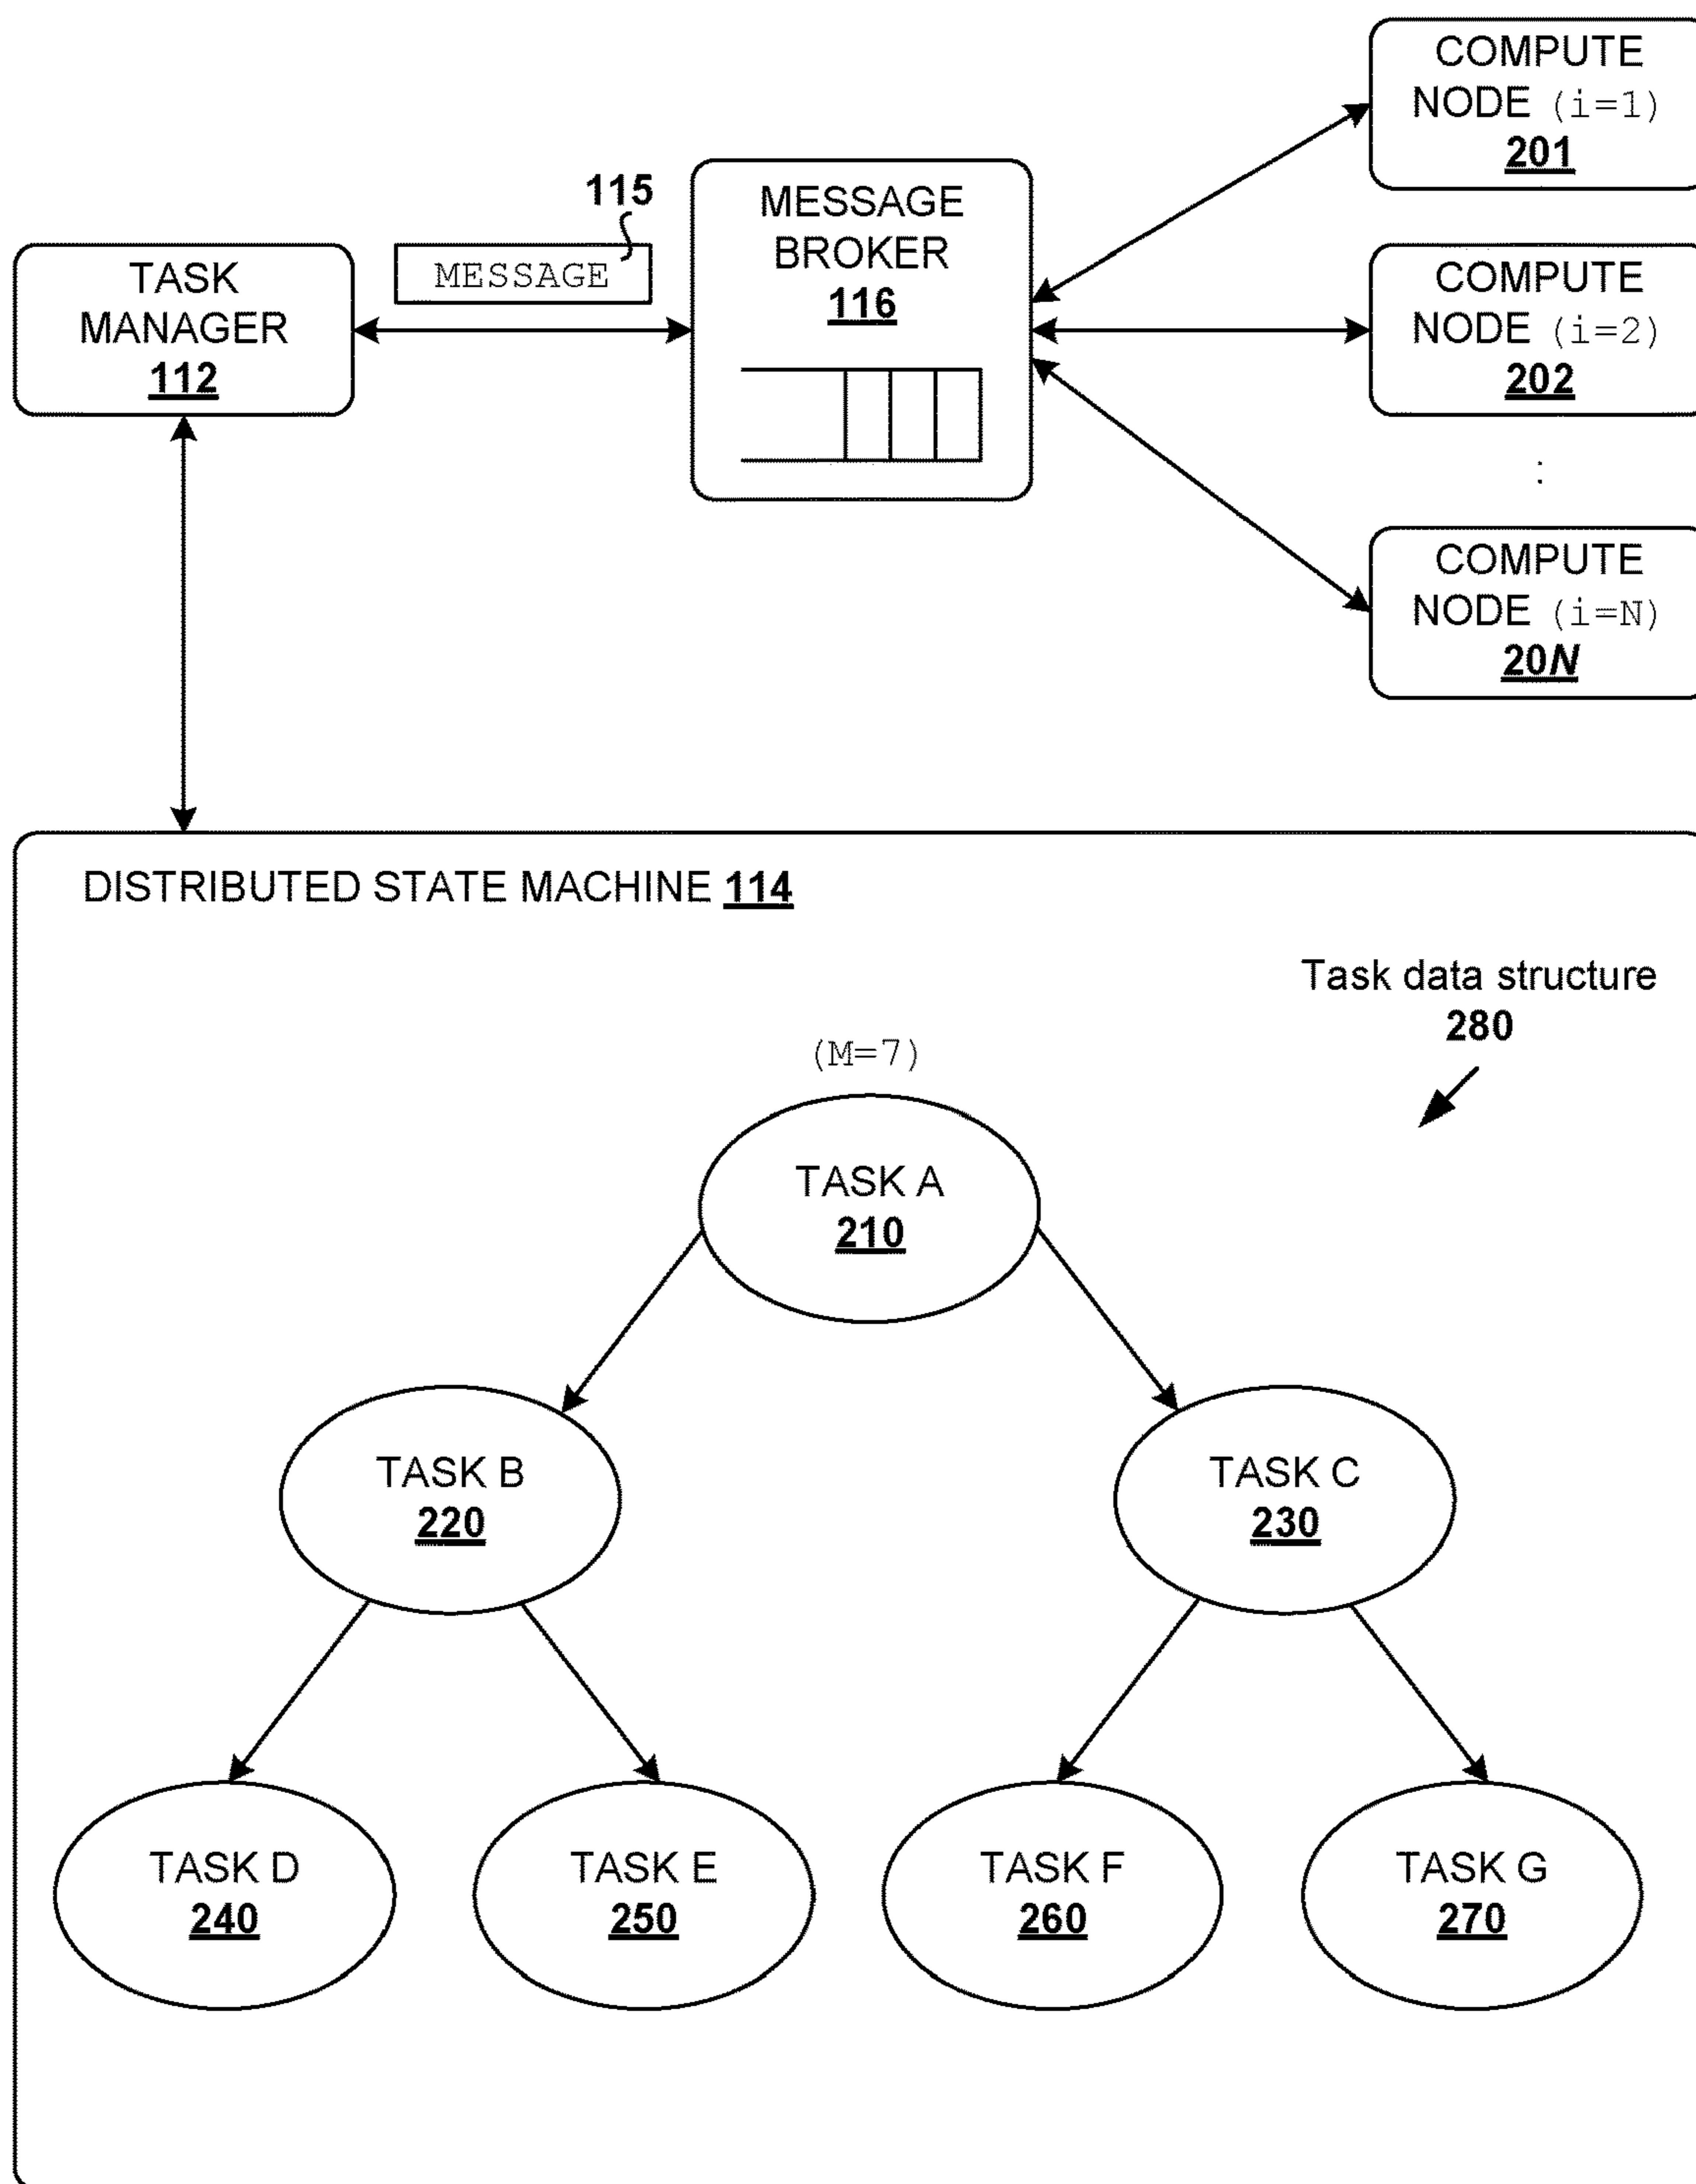 COMPUTE
NODE (i=1)
201
115
MESSAGE
BROKER
116
TASK
MANAGER
112
MESSAGE
COMPUTE
NODE (i=2)
202
:
COMPUTE
NODE (i=N)
20N
DISTRIBUTED STATE MACHINE 114
Task data structure
280
(M=7)
TASK A
210
TASK B
220
TASK C
230
TASK D
240
TASK E
250
TASK F
260
TASK G
270